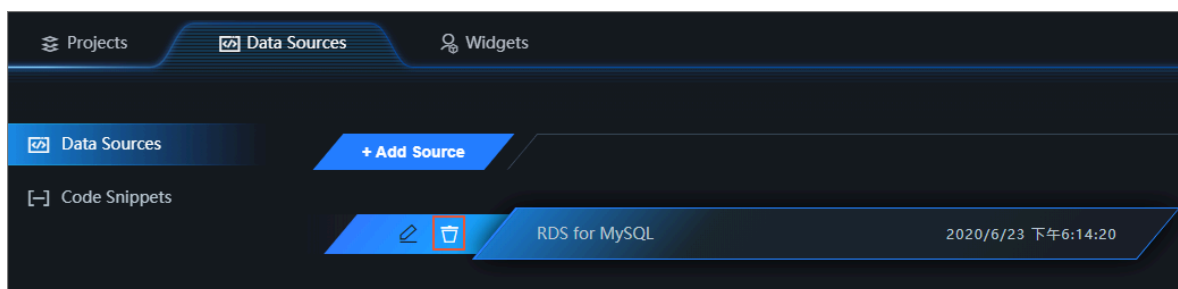 Projects
Data Sources
Widgets
Data Sources
+ Add Source
Code Snippets
RDS for MySQL
2020/6/23 下午6:14:20